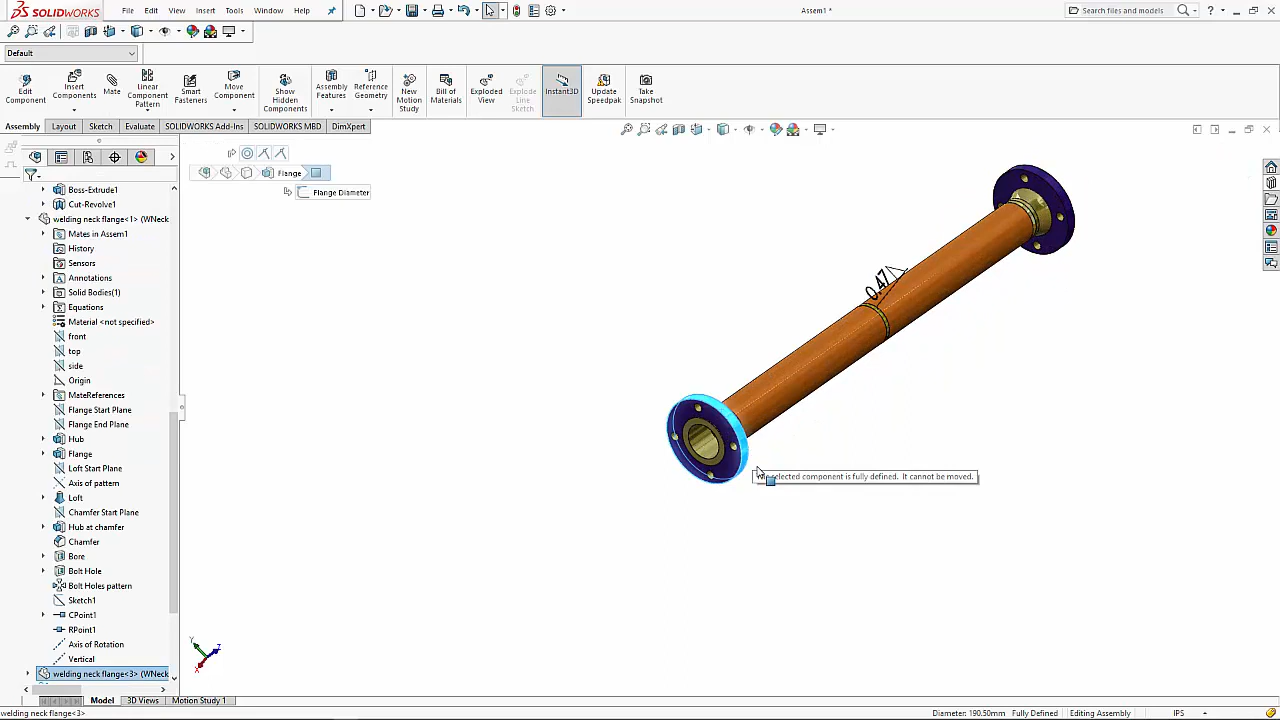 SOLIDWORKS
File
Edit
View
Insert
Tools
Window
Help
Assem1 *
Search files and models
Default
Edit Component
Insert Components
Mate
Linear Component Pattern
Smart Fasteners
Move Component
Show Hidden Components
Assembly Features
Reference Geometry
New Motion Study
Bill of Materials
Exploded View
Explode Line Sketch
Instant3D
Update Speedpak
Take Snapshot
Assembly
Layout
Sketch
Evaluate
SOLIDWORKS Add-Ins
SOLIDWORKS MBD
DimXpert
Flange
Flange Diameter
Boss-Extrude1
Cut-Revolve1
welding neck flange<1> (WNeck
Mates in Assem1
History
Sensors
Annotations
Solid Bodies(1)
Equations
Material <not specified>
front
top
side
Origin
MateReferences
Flange Start Plane
Flange End Plane
Hub
Flange
Loft Start Plane
Axis of pattern
Loft
Chamfer Start Plane
Hub at chamfer
Chamfer
Bore
Bolt Hole
Bolt Holes pattern
Sketch1
CPoint1
RPoint1
Axis of Rotation
Vertical
welding neck flange<3> (WNeck
0.47
selected component is fully defined. It cannot be moved.
Y
Z
X
Model
3D Views
Motion Study 1
welding neck flange<3>
Diameter: 190.50mm
Fully Defined
Editing Assembly
IPS